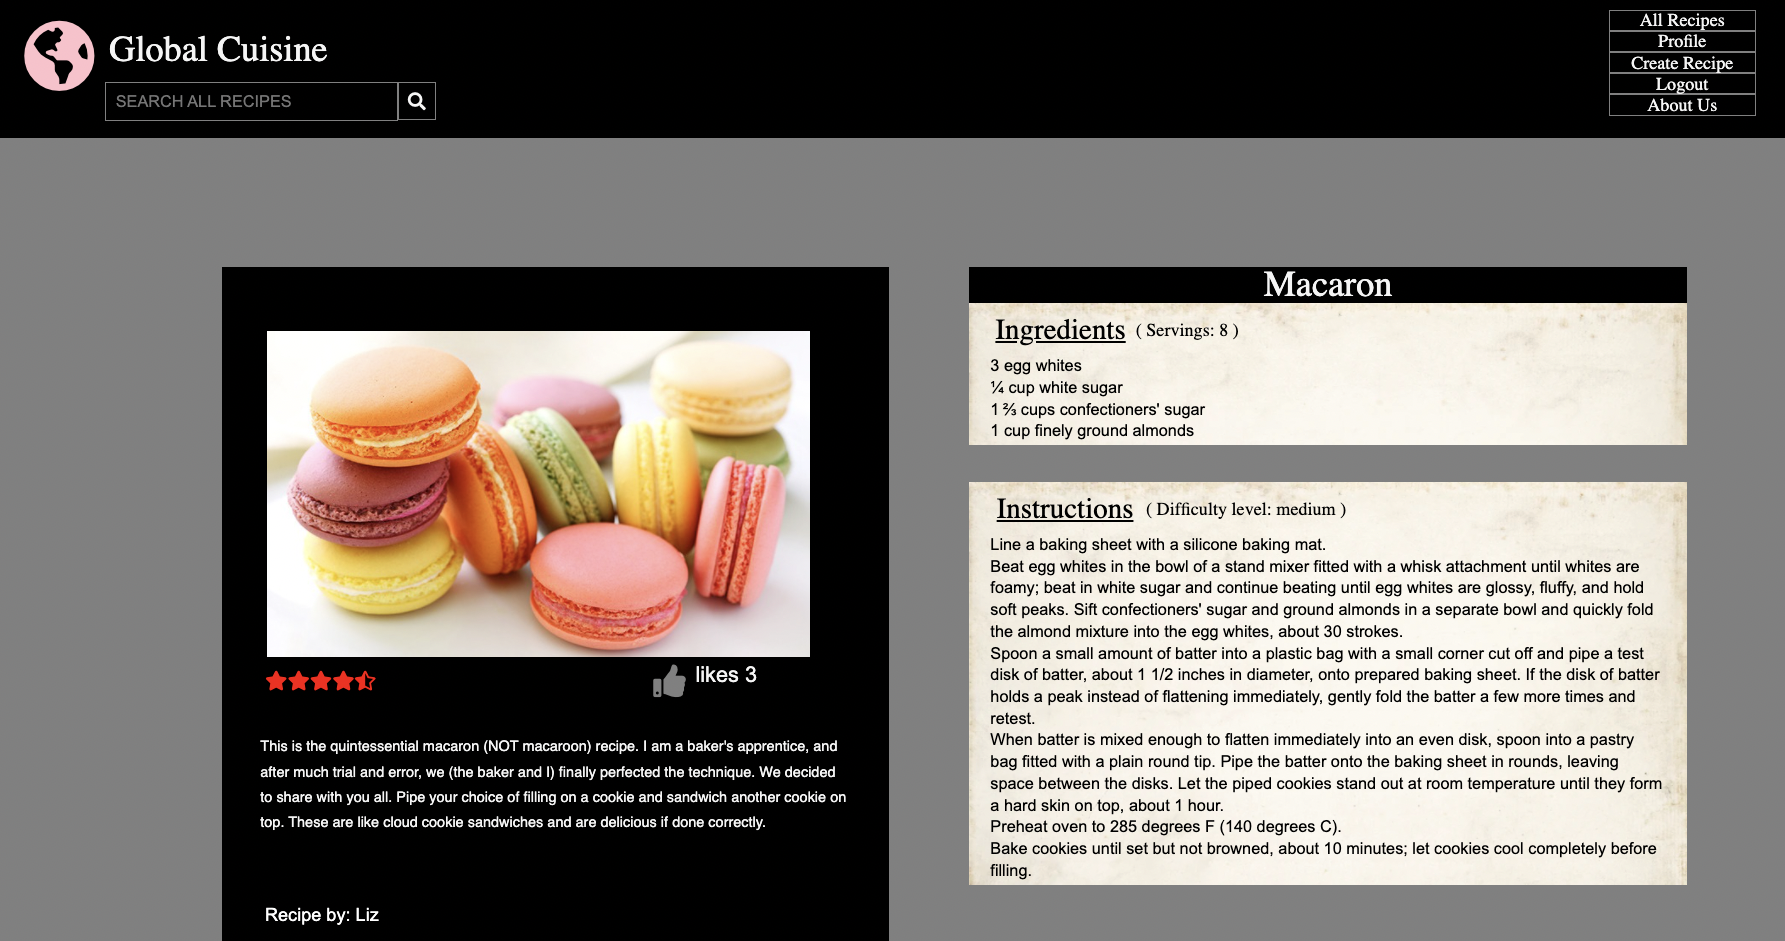 Global Cuisine
SEARCH ALL RECIPES
All Recipes
Profile
Create Recipe
Logout
About Us
likes 3
This is the quintessential macaron (NOT macaroon) recipe. I am a baker's apprentice, and
after much trial and error, we (the baker and I) finally perfected the technique. We decided
to share with you all. Pipe your choice of filling on a cookie and sandwich another cookie on
top. These are like cloud cookie sandwiches and are delicious if done correctly.
Recipe by: Liz
Macaron
Ingredients ( Servings: 8 )
3 egg whites
¼ cup white sugar
1 ⅔ cups confectioners' sugar
1 cup finely ground almonds
Instructions ( Difficulty level: medium )
Line a baking sheet with a silicone baking mat.
Beat egg whites in the bowl of a stand mixer fitted with a whisk attachment until whites are
foamy; beat in white sugar and continue beating until egg whites are glossy, fluffy, and hold
soft peaks. Sift confectioners' sugar and ground almonds in a separate bowl and quickly fold
the almond mixture into the egg whites, about 30 strokes.
Spoon a small amount of batter into a plastic bag with a small corner cut off and pipe a test
disk of batter, about 1 1/2 inches in diameter, onto prepared baking sheet. If the disk of batter
holds a peak instead of flattening immediately, gently fold the batter a few more times and
retest.
When batter is mixed enough to flatten immediately into an even disk, spoon into a pastry
bag fitted with a plain round tip. Pipe the batter onto the baking sheet in rounds, leaving
space between the disks. Let the piped cookies stand out at room temperature until they form
a hard skin on top, about 1 hour.
Preheat oven to 285 degrees F (140 degrees C).
Bake cookies until set but not browned, about 10 minutes; let cookies cool completely before
filling.